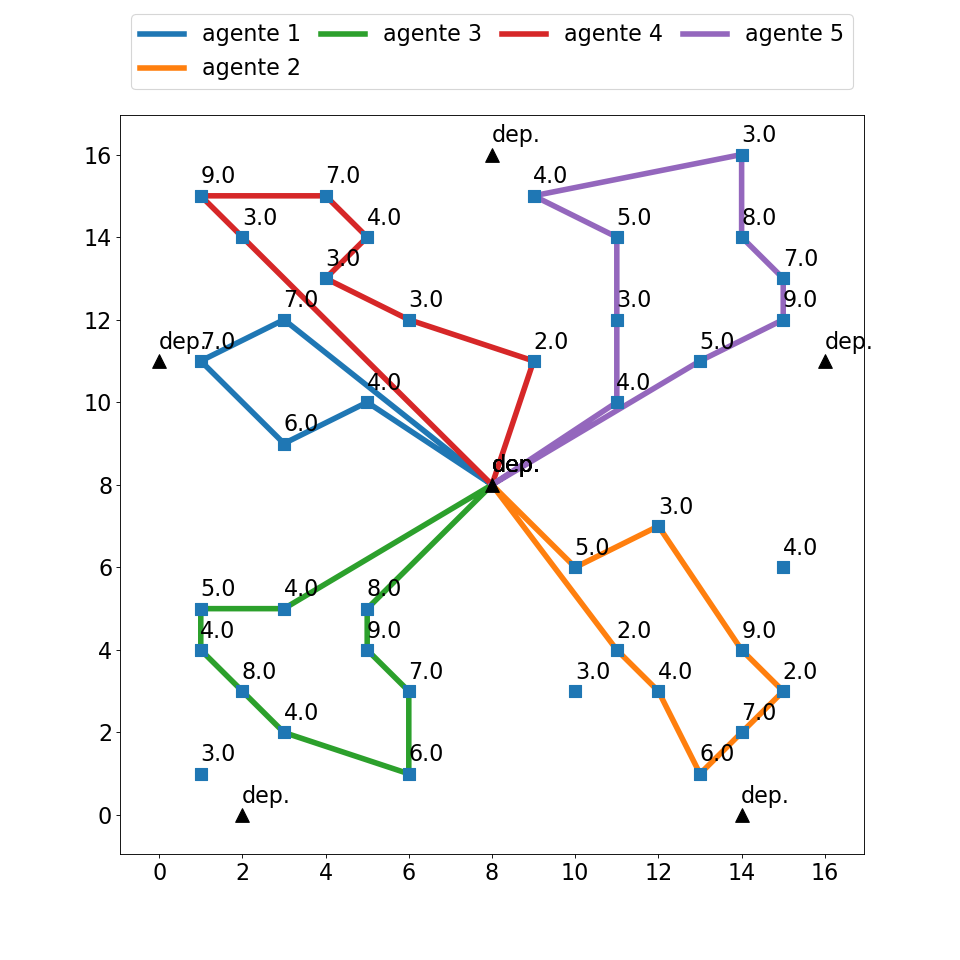 agente 1 agente 3 agente 4 agente 5
agente 2
dep. 3.0
16
9.0 7.0 4.0
3.0 4.0 5.0 8.0
14
3.0 7.0
7.0 3.0 3.0 9.0
12
dep. 7.0 2.0 5.0 dep.
4.0 4.0
10
6.0
dep.
dep.
8
3.0
5.0 4.0
6
5.0 4.0 8.0
4.0 9.0 2.0 9.0
4
8.0 7.0 3.0 4.0 2.0
4.0 7.0
2
3.0 6.0 6.0
dep. dep.
0
0 2 4 6 8 10 12 14 16